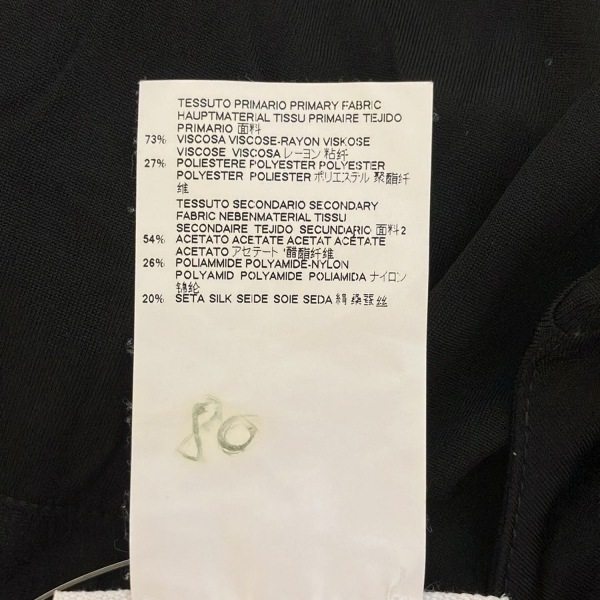 TESSUTO PRIMARIO PRIMARY FABRIC
HAUPTMATERIAL TISSU PRIMAIRE TEJIDO
PRIMARIO 面料
73% VISCOSA VISCOSE-RAYON VISKOSE
VISCOSE VISCOSA レーヨン 粘纤
27% POLIESTERE POLYESTER POLYESTER
POLYESTER POLIESTER ポリエステル 聚酯纤
维
TESSUTO SECONDARIO SECONDARY
FABRIC NEBENMATERIAL TISSU
SECONDAIRE TEJIDO SECUNDARIO 面料2
54% ACETATO ACETATE ACETAT ACÉTATE
ACETATO アセテート 醋酯纤维
26% POLIAMMIDE POLYAMIDE-NYLON
POLYAMID POLYAMIDE POLIAMIDA ナイロン
锦纶
20% SETA SILK SEIDE SOIE SEDA 絹 桑蚕丝
80